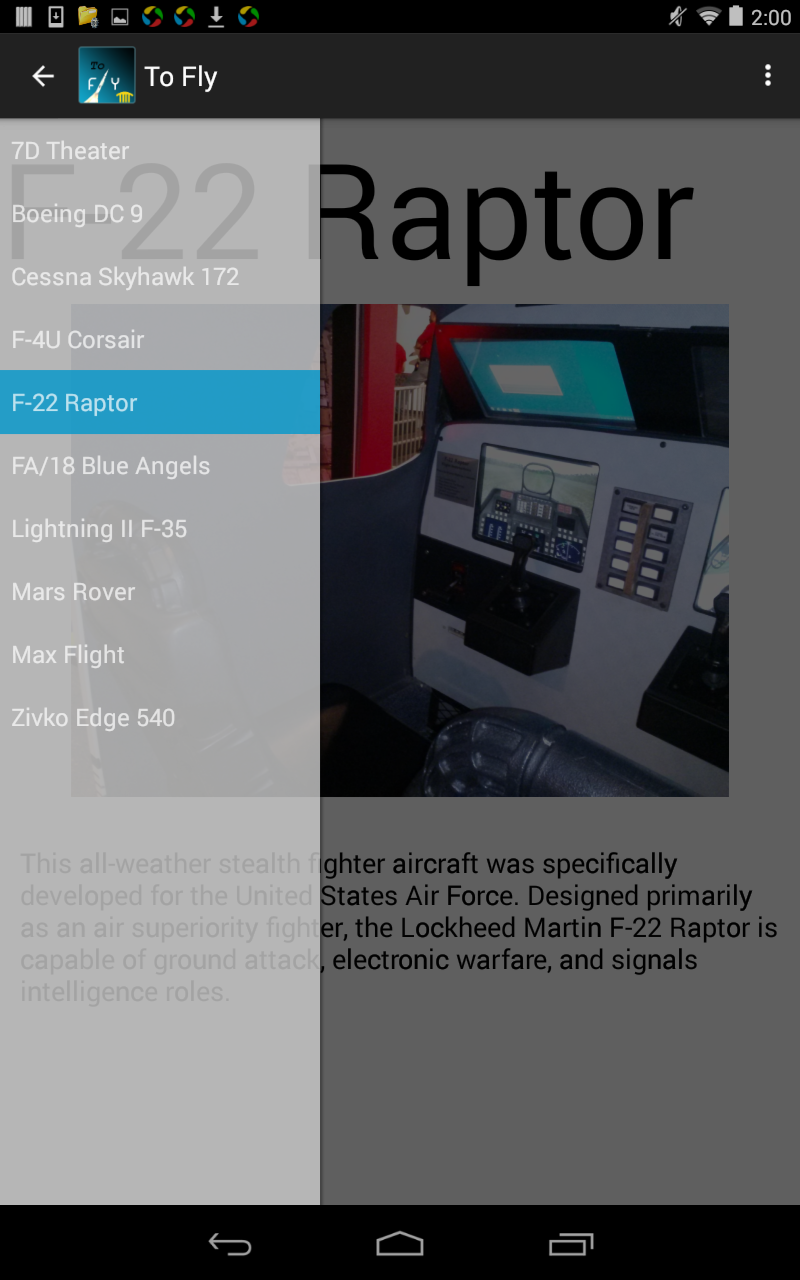 2:00
To
FLY
To Fly
7D Theater
F-22 Raptor
Boeing DC 9
Cessna Skyhawk 172
F-4U Corsair
F-22 Raptor
FA/18 Blue Angels
Lightning II F-35
Mars Rover
Max Flight
Zivko Edge 540
This all-weather stealth fighter aircraft was specifically
developed for the United States Air Force. Designed primarily
as an air superiority fighter, the Lockheed Martin F-22 Raptor is
capable of ground attack, electronic warfare, and signals
intelligence roles.